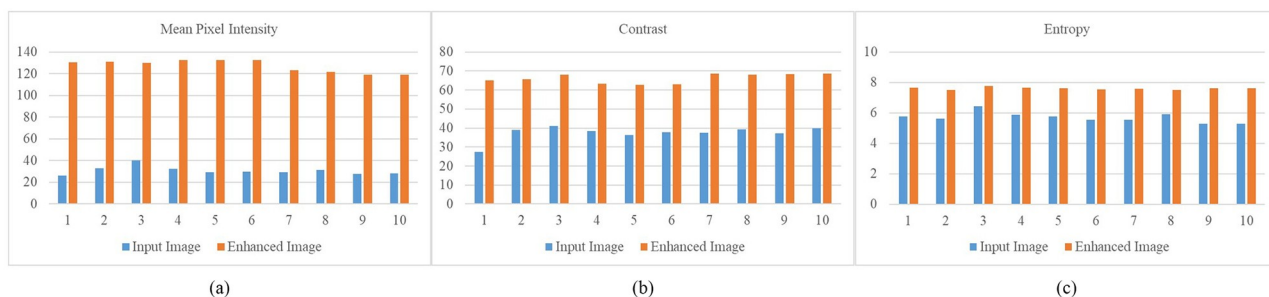 Mean Pixel Intensity
140
120
100
80
60
40
20
0
1 2 3 4 5 6 7 8 9 10
Input Image Enhanced Image
(a)
Contrast
80
70
60
50
40
30
20
10
0
1 2 3 4 5 6 7 8 9 10
Input Image Enhanced Image
(b)
Entropy
10
8
6
4
2
0
1 2 3 4 5 6 7 8 9 10
Input Image Enhanced Image
(c)